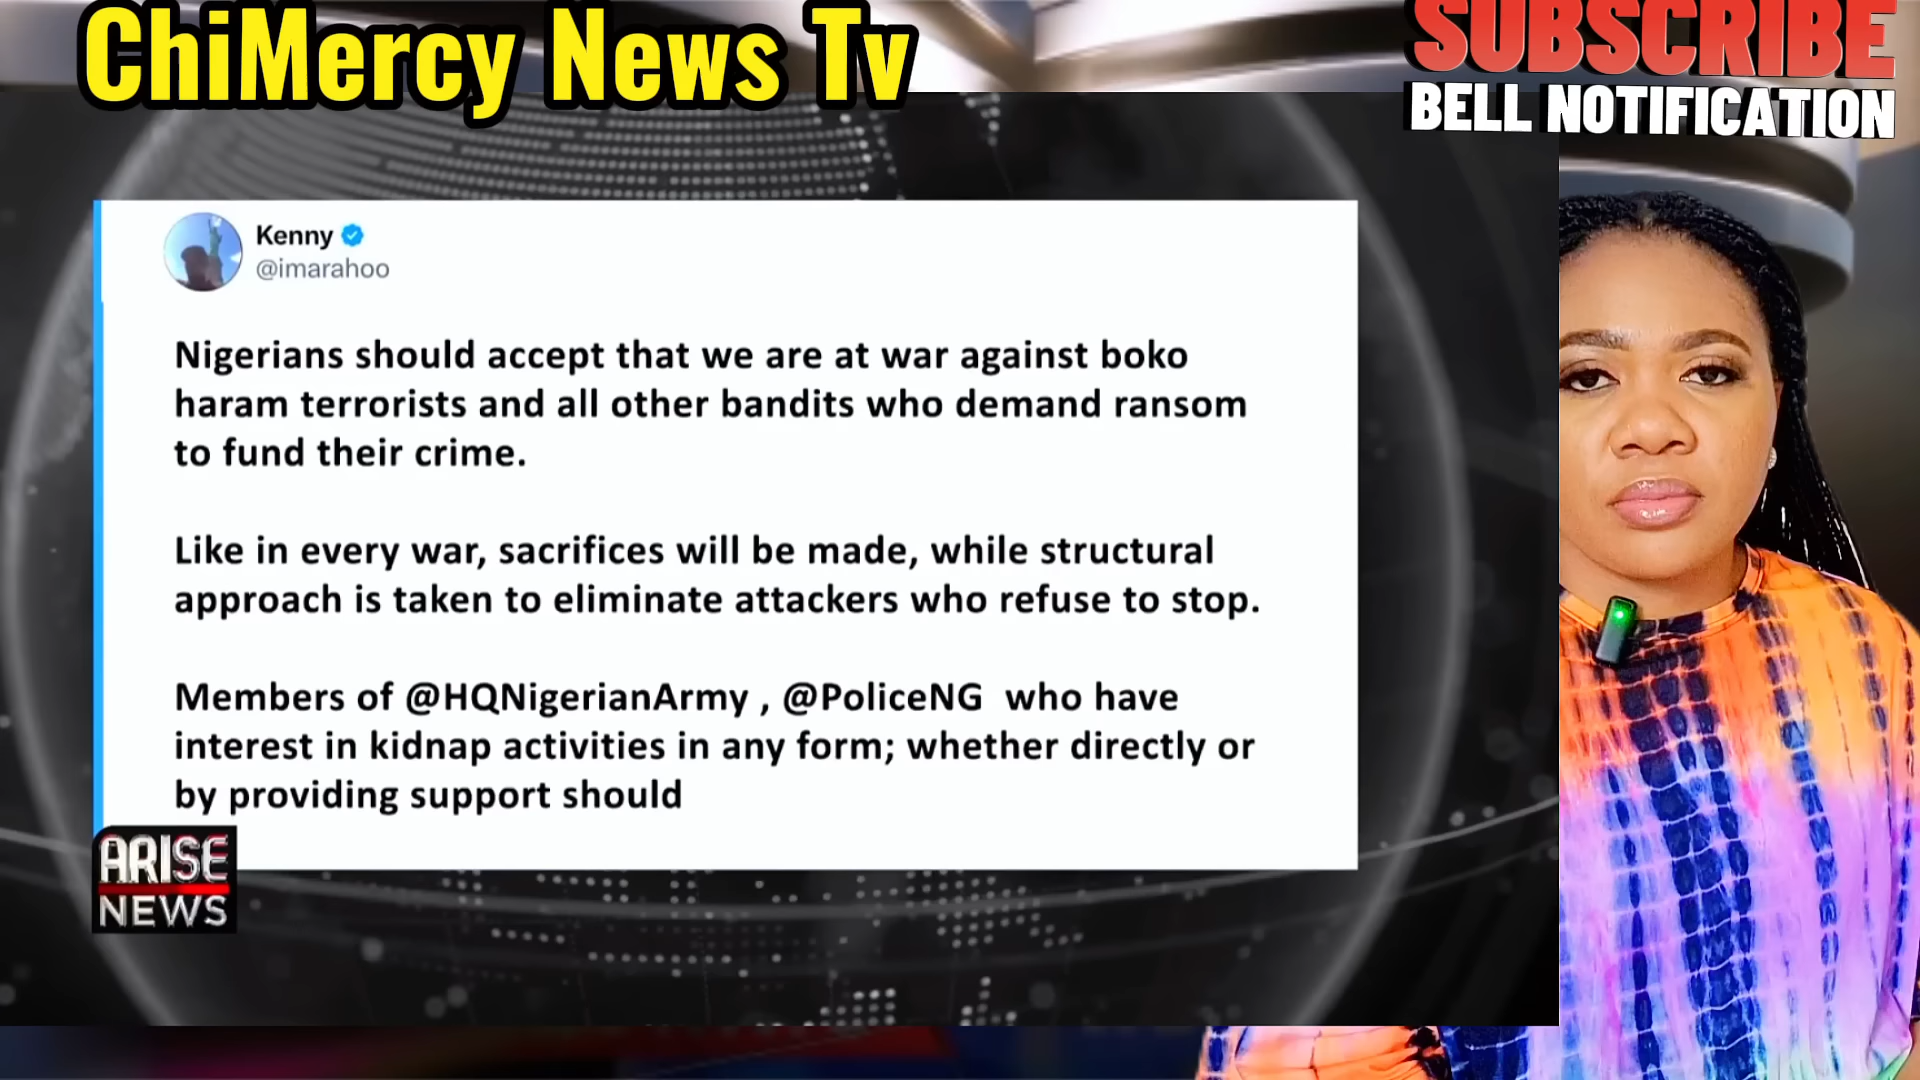 ChiMercy News Tv
SUBSCRIBE
BELL NOTIFICATION
Kenny
@imarahoo
Nigerians should accept that we are at war against boko
haram terrorists and all other bandits who demand ransom
to fund their crime.
Like in every war, sacrifices will be made, while structural
approach is taken to eliminate attackers who refuse to stop.
Members of @HQNigerianArmy , @PoliceNG who have
interest in kidnap activities in any form; whether directly or
by providing support should
ARISE
NEWS